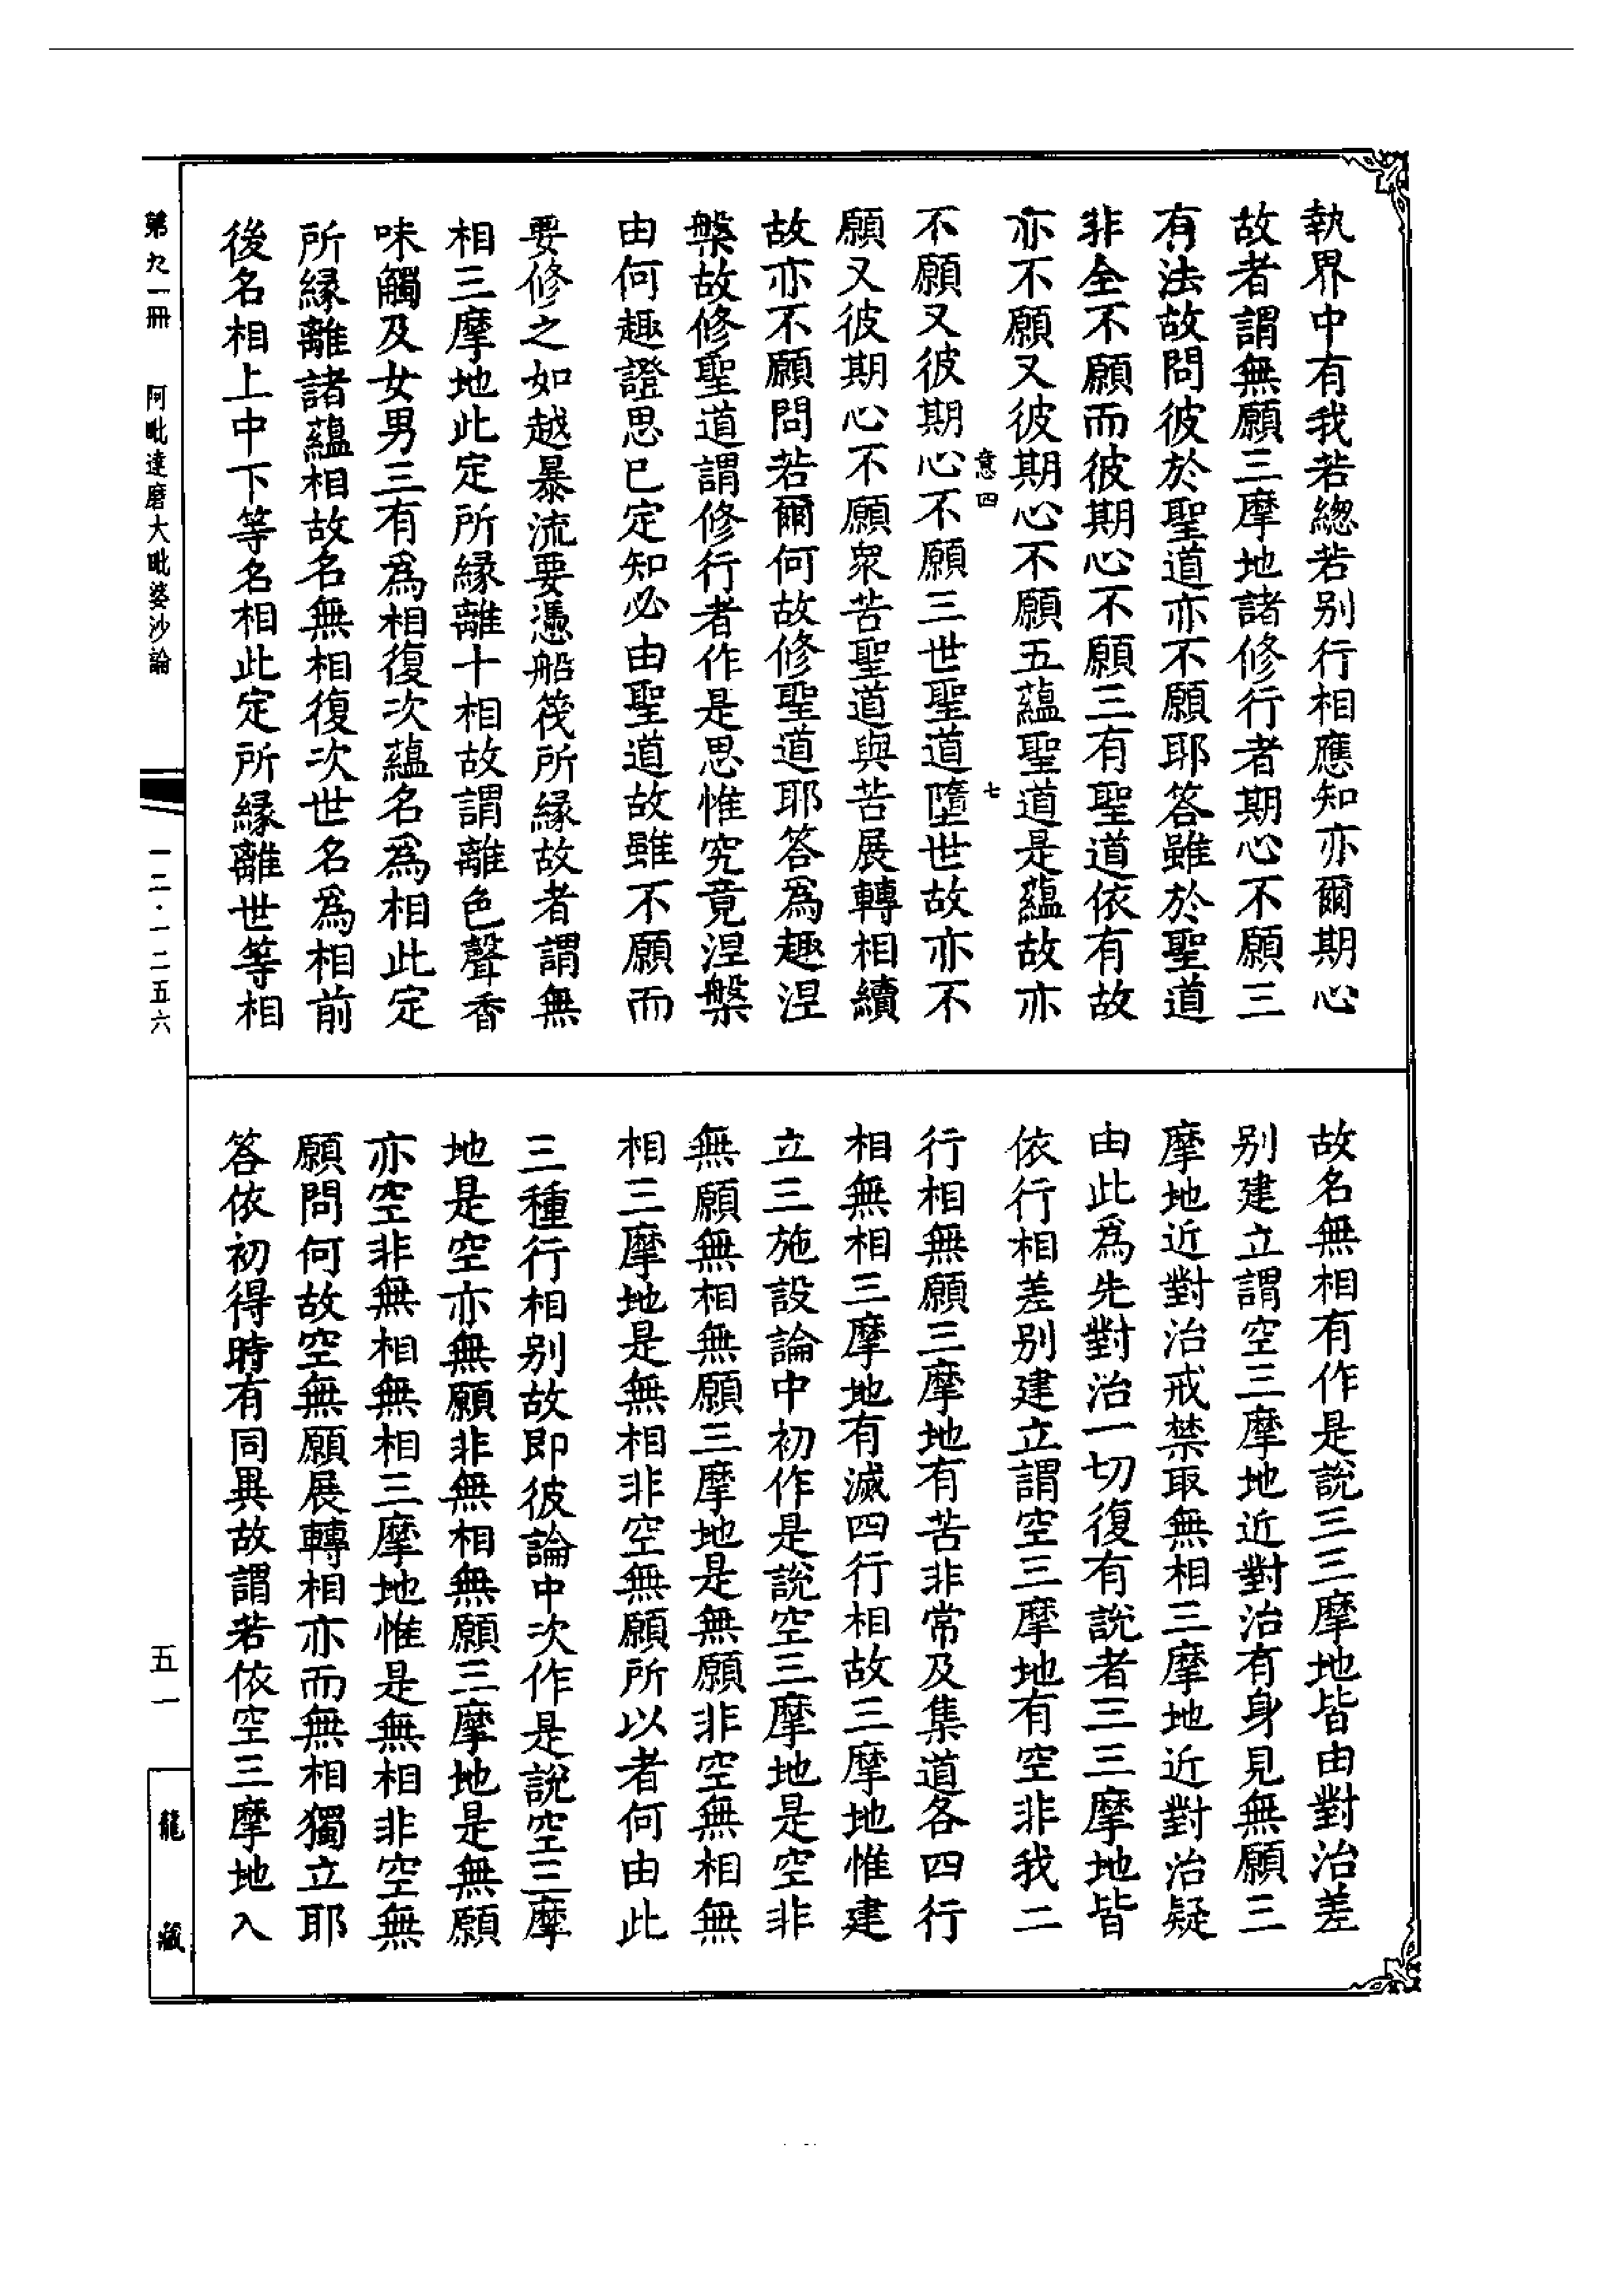 執界中有我若總若別行相應知亦爾期心
故者謂無願三摩地諸修行者期心不願三
有法故問彼於聖道亦不願耶答雖於聖道
非全不願而彼期心不願三有聖道依有故
亦不願又彼期心不願五蘊聖道是蘊故亦
意四 七
不願又彼期心不願三世聖道墮世故亦不
願又彼期心不願衆苦聖道與苦展轉相續
故亦不願問若爾何故修聖道耶答爲趣涅
槃故修聖道謂修行者作是思惟究竟涅槃
由何趣證思已定知必由聖道故雖不願而
要修之如越暴流要憑船筏所緣故者謂無
相三摩地此定所緣離十相故謂離色聲香
味觸及女男三有爲相復次蘊名爲相此定
所緣離諸蘊相故名無相復次世名爲相前
後名相上中下等名相此定所緣離世等相
故名無相有作是說三三摩地皆由對治差
別建立謂空三摩地近對治有身見無願三
摩地近對治戒禁取無相三摩地近對治疑
由此爲先對治一切復有說者三三摩地皆
依行相差別建立謂空三摩地有空非我二
行相無願三摩地有苦非常及集道各四行
相無相三摩地有滅四行相故三摩地惟建
立三施設論中初作是說空三摩地是空非
無願無相無願三摩地是無願非空無相無
相三摩地是無相非空無願所以者何由此
三種行相別故即彼論中次作是說空三摩
地是空亦無願非無相無願三摩地是無願
亦空非無相無相三摩地惟是無相非空無
願問何故空無願展轉相亦而無相獨立耶
答依初得時有同異故謂若依空三摩地入
第九一冊 阿毗達磨大毗婆沙論
一二·一二五六
五一
龍藏